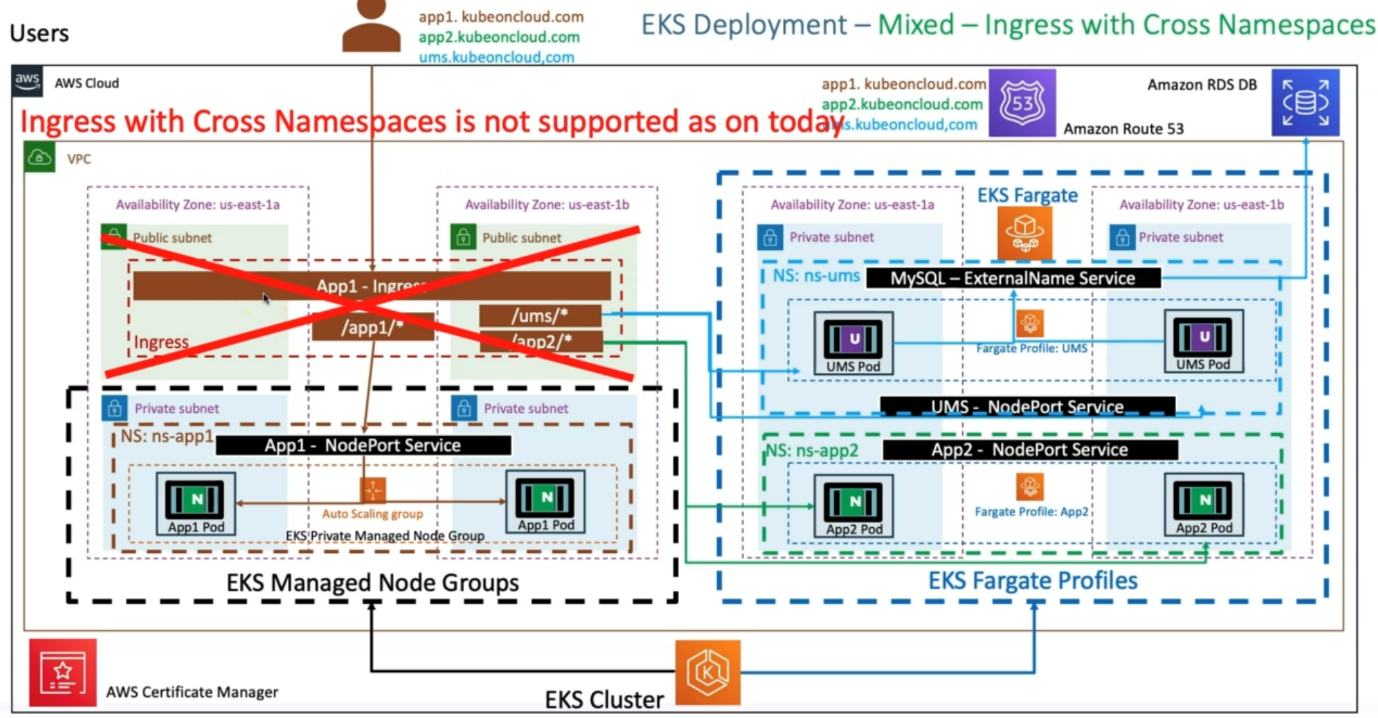 Users
app1. kubeoncloud.com
app2.kubeoncloud.com
ums.kubeoncloud,com
EKS Deployment – Mixed – Ingress with Cross Namespaces
aws
AWS Cloud
Ingress with Cross Namespaces is not supported as on today
app1. kubeoncloud.com
app2.kubeoncloud.com
ums.kubeoncloud,com
53
Amazon Route 53
Amazon RDS DB
VPC
Availability Zone: us-east-1a
Availability Zone: us-east-1b
Public subnet
Public subnet
App1 - Ingress
/app1/*
/ums/*
/app2/*
Ingress
Private subnet
Private subnet
NS: ns-app1
App1 - NodePort Service
N
App1 Pod
N
App1 Pod
Auto Scaling group
EKS Private Managed Node Group
EKS Managed Node Groups
Availability Zone: us-east-1a
EKS Fargate
Availability Zone: us-east-1b
Private subnet
Private subnet
NS: ns-ums
MySQL – ExternalName Service
U
UMS Pod
Fargate Profile: UMS
U
UMS Pod
UMS - NodePort Service
NS: ns-app2
App2 - NodePort Service
N
App2 Pod
Fargate Profile: App2
N
App2 Pod
EKS Fargate Profiles
AWS Certificate Manager
EKS Cluster
K